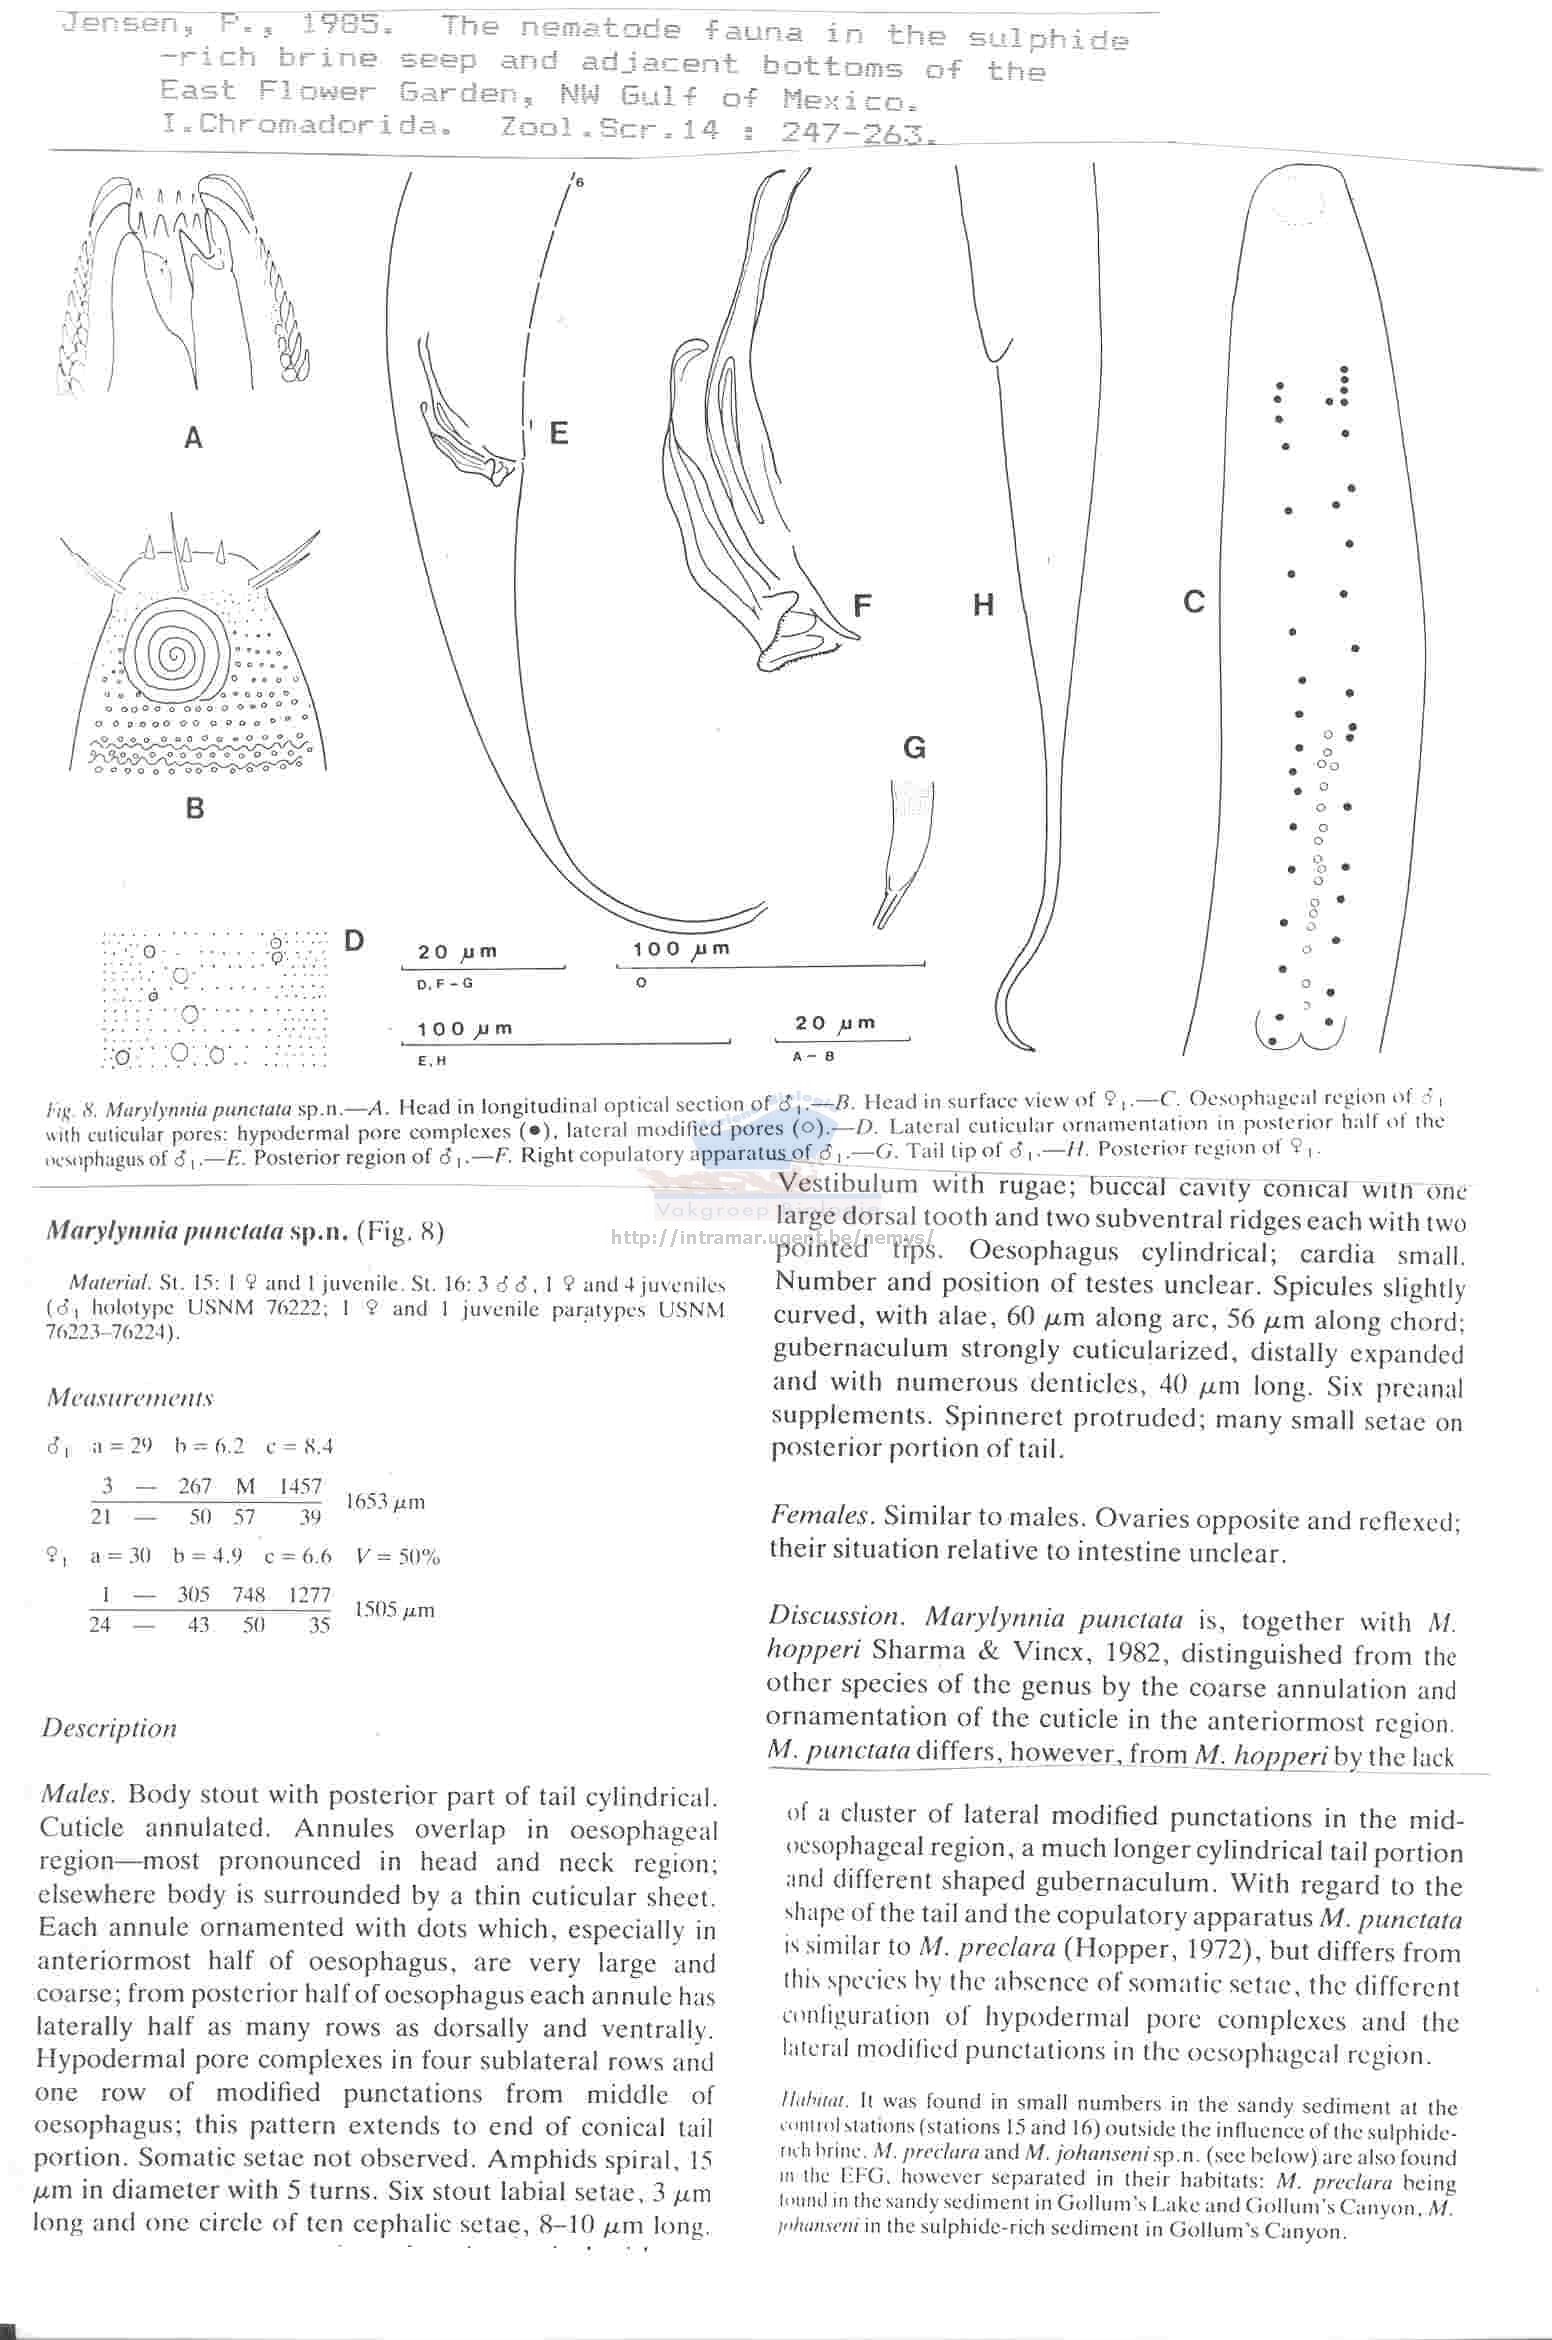 Jensen, P., 1985. The nematode fauna in the sulphide
-rich brine seep and adjacent bottoms of the
East Flower Garden, NW Gulf of Mexico.
I.Chromadorida. Zool.Scr.14 : 247-263.
6
A
E
F
H
C
B
G
D
20 µm
D, F - G
100 µm
O
100 µm
E, H
20 µm
A - B
Fig. 8. Marylynnia punctata sp.n.—A. Head in longitudinal optical section of ♂1.—B. Head in surface view of ♀1.—C. Oesophageal region of ♂1
with cuticular pores: hypodermal pore complexes (●), lateral modified pores (○).—D. Lateral cuticular ornamentation in posterior half of the
oesophagus of ♂1.—E. Posterior region of ♂1.—F. Right copulatory apparatus of ♂1.—G. Tail tip of ♂1.—H. Posterior region of ♀1.
Vakgroep Biologie
http://intramar.ugent.be/nemys/
Marylynnia punctata sp.n. (Fig. 8)
Material. St. 15: 1 ♀ and 1 juvenile. St. 16: 3 ♂♂, 1 ♀ and 4 juveniles
(♂1 holotype USNM 76222; 1 ♀ and 1 juvenile paratypes USNM
76223–76224).
Measurements
♂1 a = 29 b = 6.2 c = 8.4
3 — 267 M 1457
1653 µm
21 — 50 57 39
♀1 a = 30 b = 4.9 c = 6.6 V = 50%
1 — 305 748 1277
1505 µm
24 — 43 50 35
Description
Males. Body stout with posterior part of tail cylindrical.
Cuticle annulated. Annules overlap in oesophageal
region—most pronounced in head and neck region;
elsewhere body is surrounded by a thin cuticular sheet.
Each annule ornamented with dots which, especially in
anteriormost half of oesophagus, are very large and
coarse; from posterior half of oesophagus each annule has
laterally half as many rows as dorsally and ventrally.
Hypodermal pore complexes in four sublateral rows and
one row of modified punctations from middle of
oesophagus; this pattern extends to end of conical tail
portion. Somatic setae not observed. Amphids spiral, 15
µm in diameter with 5 turns. Six stout labial setae, 3 µm
long and one circle of ten cephalic setae, 8–10 µm long.
Vestibulum with rugae; buccal cavity conical with one
large dorsal tooth and two subventral ridges each with two
pointed tips. Oesophagus cylindrical; cardia small.
Number and position of testes unclear. Spicules slightly
curved, with alae, 60 µm along arc, 56 µm along chord;
gubernaculum strongly cuticularized, distally expanded
and with numerous denticles, 40 µm long. Six preanal
supplements. Spinneret protruded; many small setae on
posterior portion of tail.
Females. Similar to males. Ovaries opposite and reflexed;
their situation relative to intestine unclear.
Discussion. Marylynnia punctata is, together with M.
hopperi Sharma & Vincx, 1982, distinguished from the
other species of the genus by the coarse annulation and
ornamentation of the cuticle in the anteriormost region.
M. punctata differs, however, from M. hopperi by the lack
of a cluster of lateral modified punctations in the mid-
oesophageal region, a much longer cylindrical tail portion
and different shaped gubernaculum. With regard to the
shape of the tail and the copulatory apparatus M. punctata
is similar to M. preclara (Hopper, 1972), but differs from
this species by the absence of somatic setae, the different
configuration of hypodermal pore complexes and the
lateral modified punctations in the oesophageal region.
Habitat. It was found in small numbers in the sandy sediment at the
control stations (stations 15 and 16) outside the influence of the sulphide-
rich brine. M. preclara and M. johanseni sp.n. (see below) are also found
in the EFG, however separated in their habitats: M. preclara being
found in the sandy sediment in Gollum's Lake and Gollum's Canyon, M.
johanseni in the sulphide-rich sediment in Gollum's Canyon.